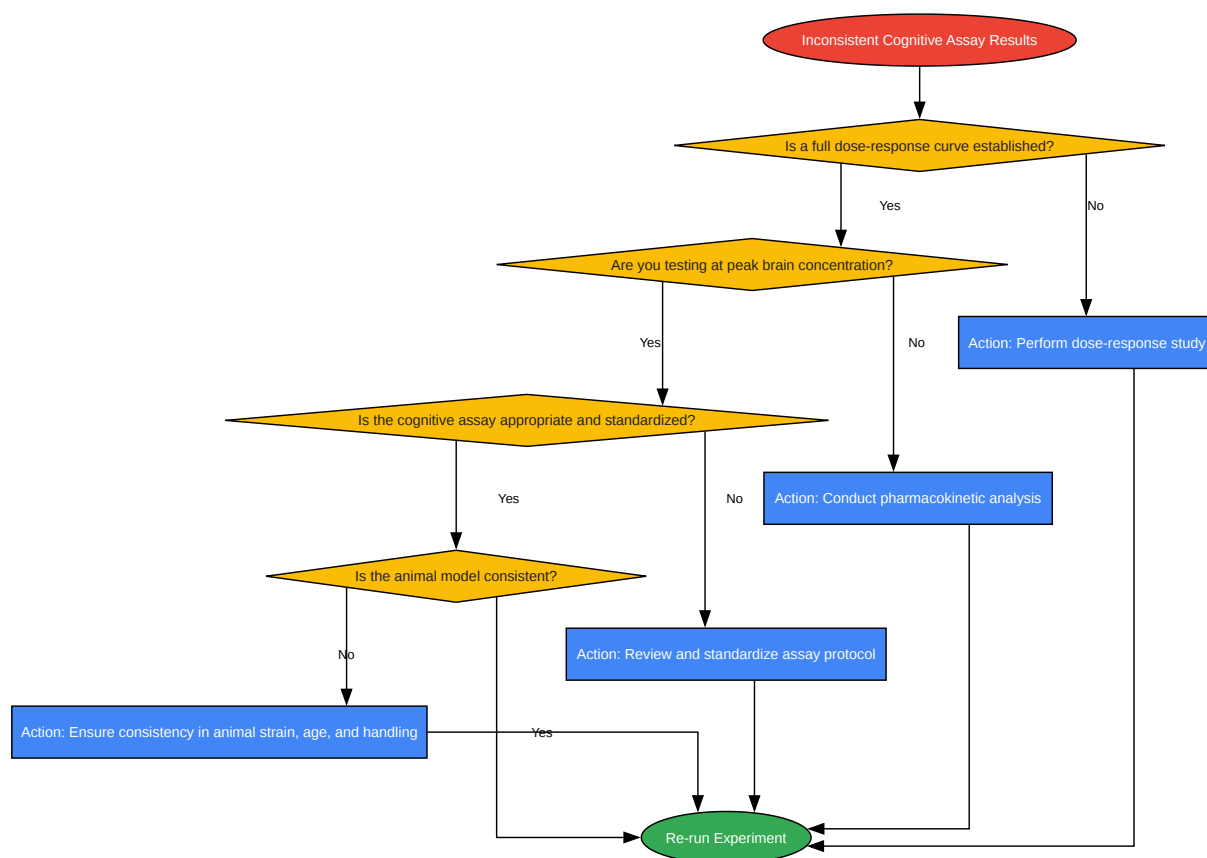 Inconsistent Cognitive Assay Results
Is a full dose-response curve established?
Yes
No
Are you testing at peak brain concentration?
Yes
No
Action: Perform dose-response study
Is the cognitive assay appropriate and standardized?
Yes
No
Action: Conduct pharmacokinetic analysis
Is the animal model consistent?
No
Action: Review and standardize assay protocol
Action: Ensure consistency in animal strain, age, and handling
Yes
Re-run Experiment